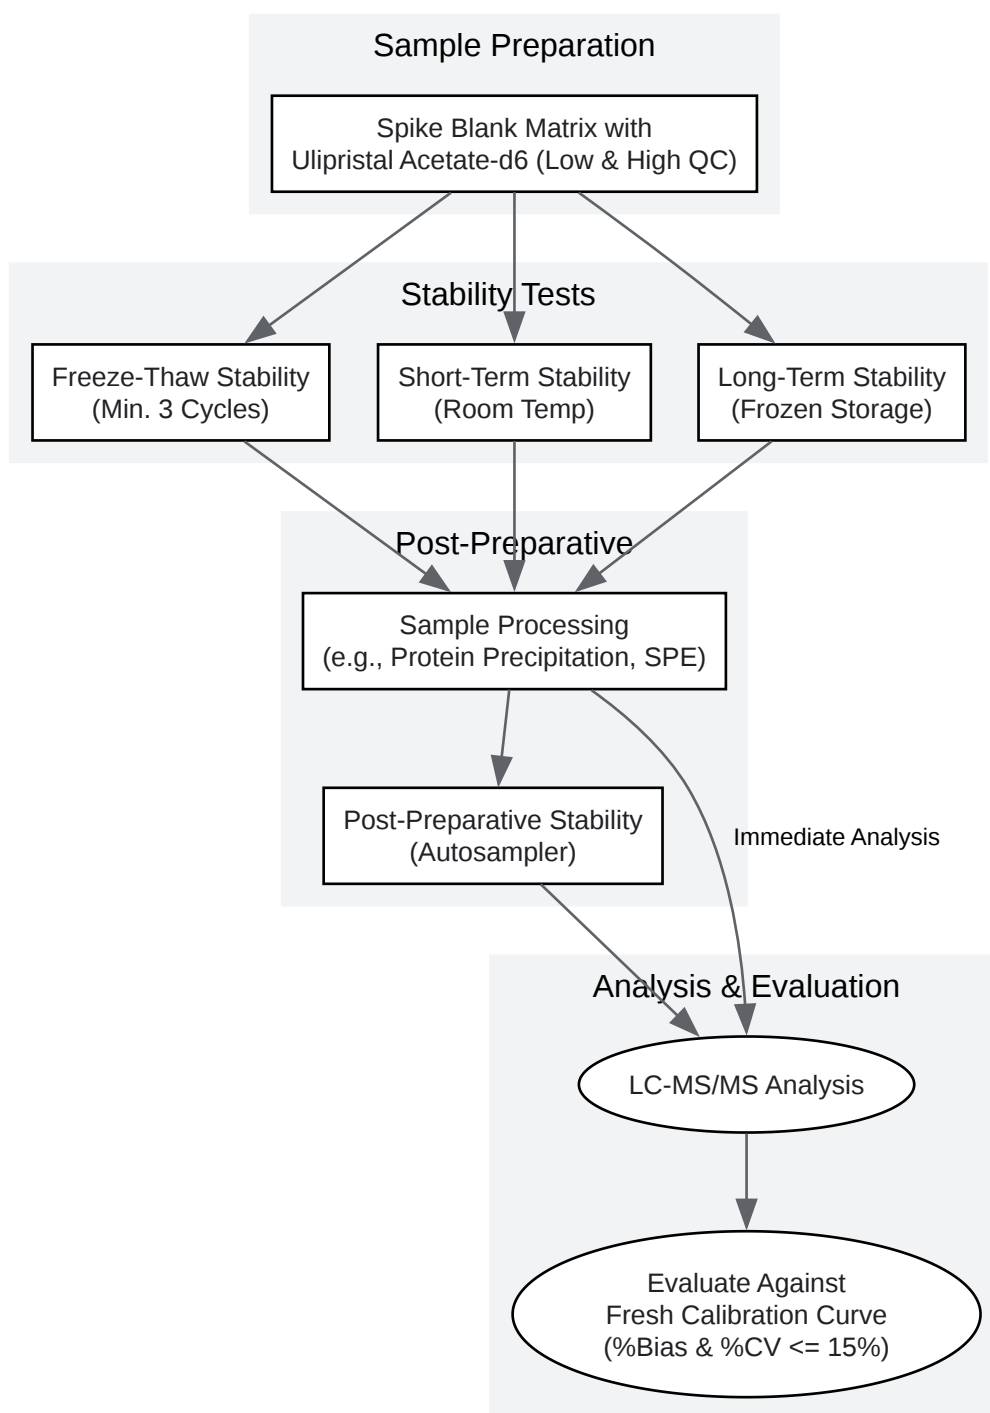 Sample Preparation
Spike Blank Matrix with
Ulipristal Acetate-d6 (Low & High QC)
Stability Tests
Freeze-Thaw Stability
(Min. 3 Cycles)
Short-Term Stability
(Room Temp)
Long-Term Stability
(Frozen Storage)
Post-Preparative
Sample Processing
(e.g., Protein Precipitation, SPE)
Post-Preparative Stability
(Autosampler)
Immediate Analysis
Analysis & Evaluation
LC-MS/MS Analysis
Evaluate Against
Fresh Calibration Curve
(%Bias & %CV <= 15%)